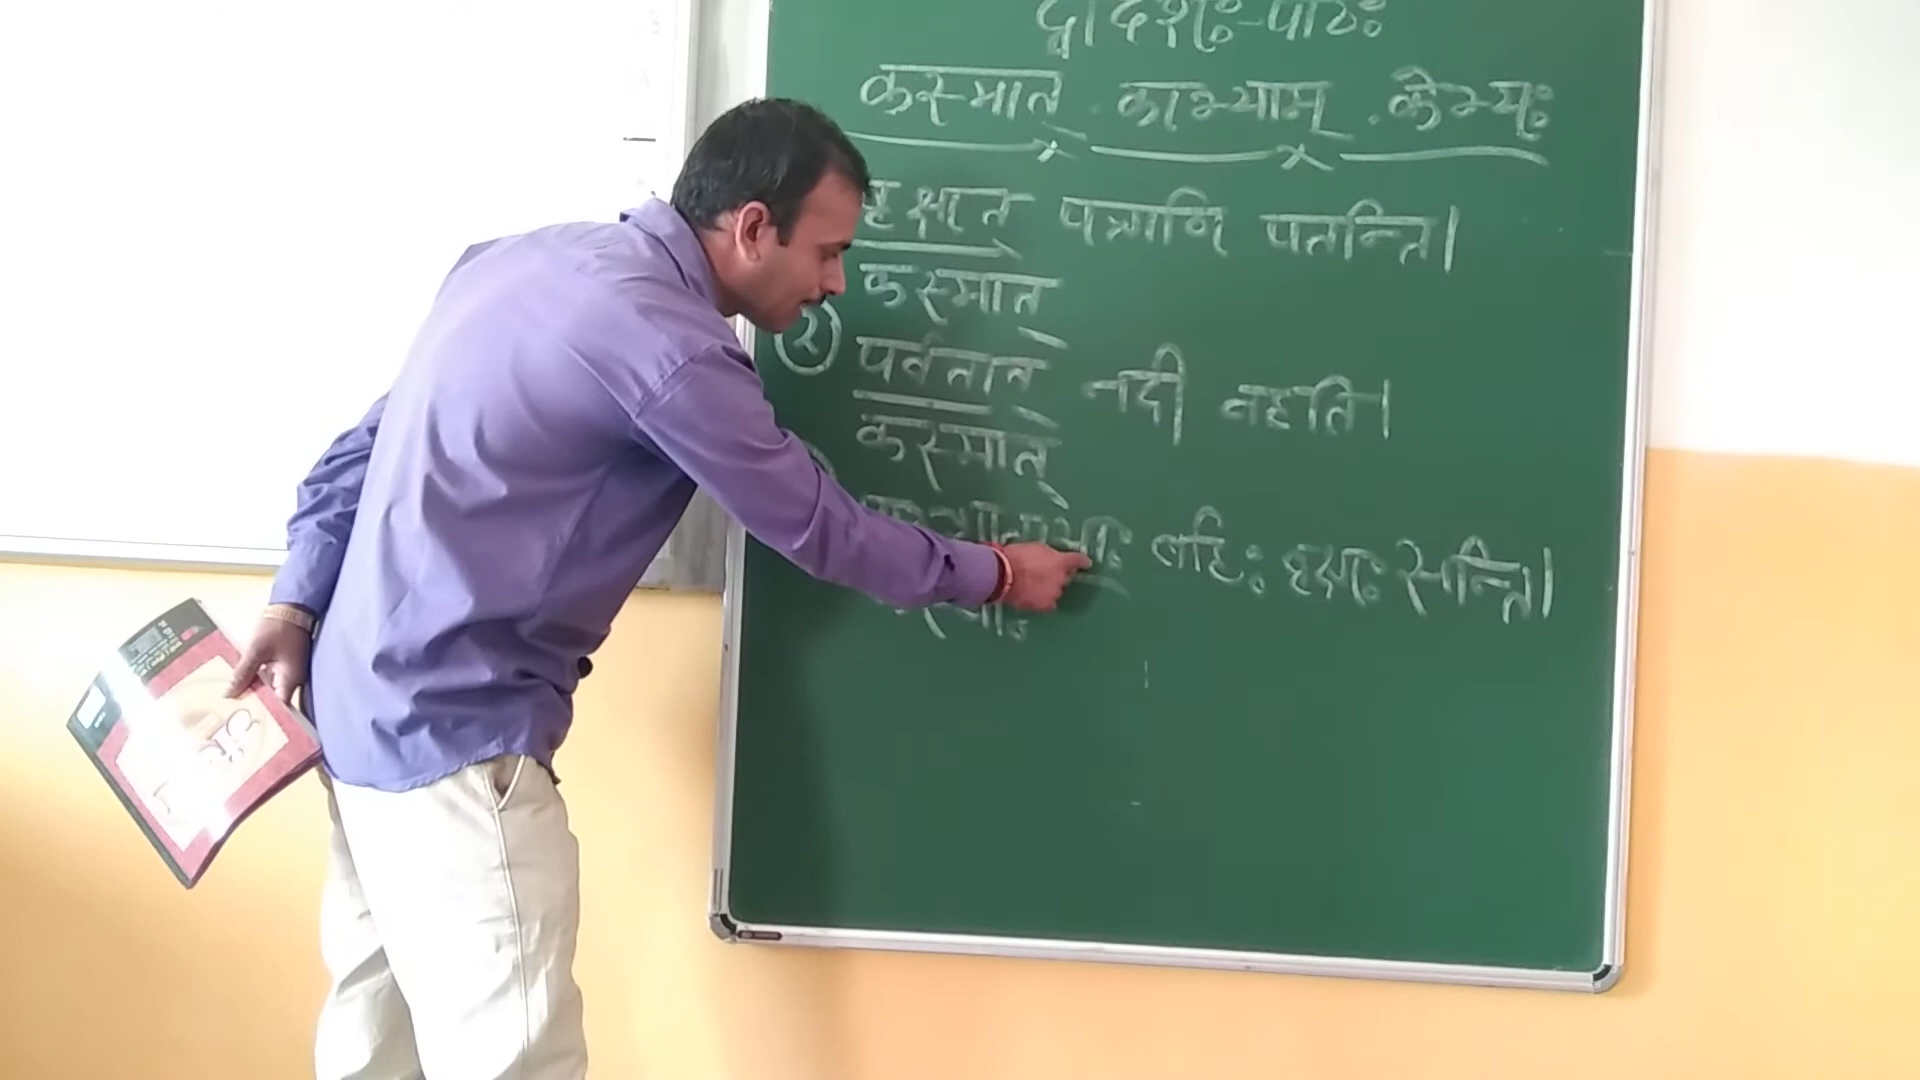 द्वादशः-पाठः
कस्मात् . काभ्याम् . केभ्यः
वृक्षात् पत्राणि पतन्ति।
कस्मात्
२ पर्वतात् नदी वहति।
कस्मात्
बहिः वृक्षाः सन्ति।